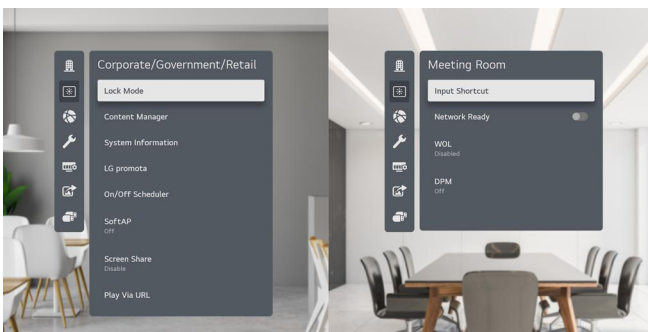 Corporate/Government/Retail
Lock Mode
Content Manager
System Information
LG promota
On/Off Scheduler
SoftAP
Off
Screen Share
Disable
Play Via URL
Meeting Room
Input Shortcut
Network Ready
WOL
Disabled
DPM
Off